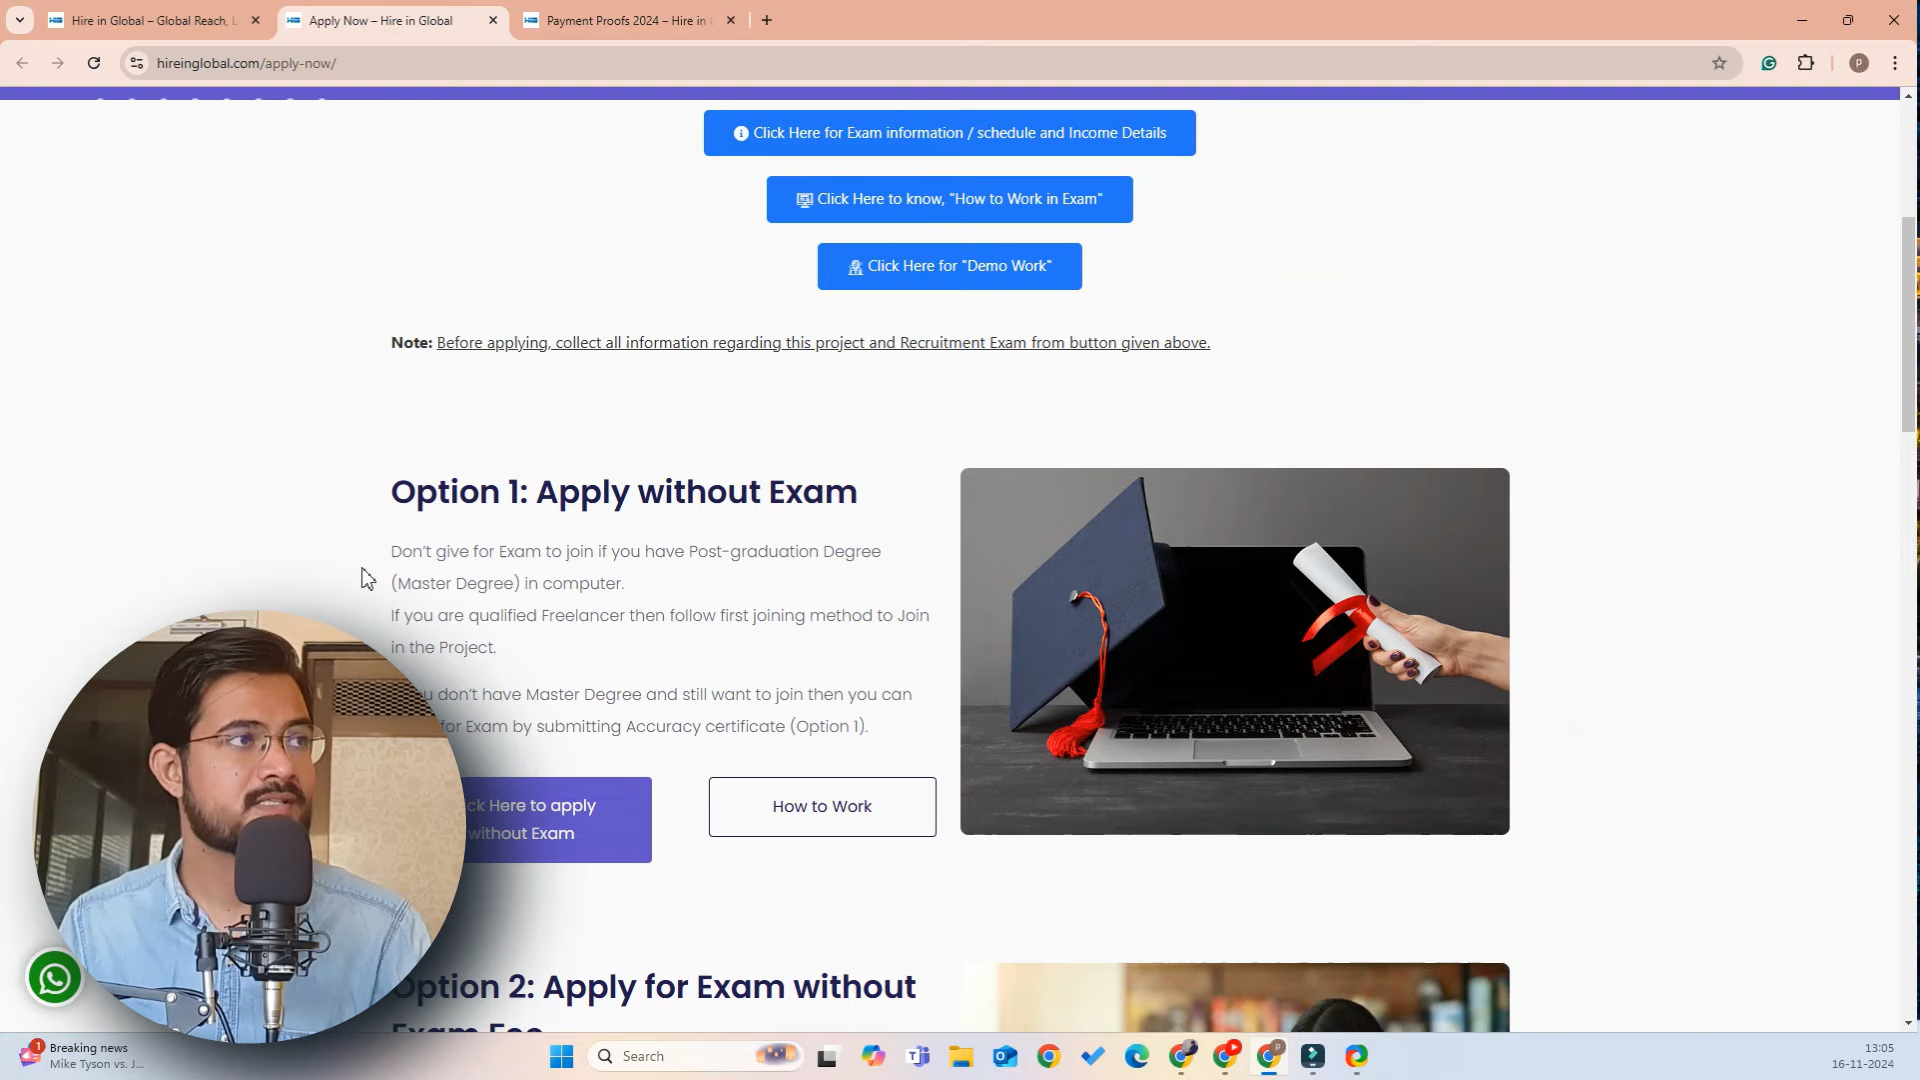 Hire in Global – Global Reach, L
Apply Now – Hire in Global
Payment Proofs 2024 – Hire in
hireinglobal.com/apply-now/
P
Click Here for Exam information / schedule and Income Details
Click Here to know, "How to Work in Exam"
Click Here for "Demo Work"
Note: Before applying, collect all information regarding this project and Recruitment Exam from button given above.
Option 1: Apply without Exam
Don't give for Exam to join if you have Post-graduation Degree
(Master Degree) in computer.
If you are qualified Freelancer then follow first joining method to Join
in the Project.
don't have Master Degree and still want to join then you can
for Exam by submitting Accuracy certificate (Option 1).
Here to apply
without Exam
How to Work
Option 2: Apply for Exam without
Exam Fee
1
Breaking news
Mike Tyson vs. J...
Search
13:05
16-11-2024